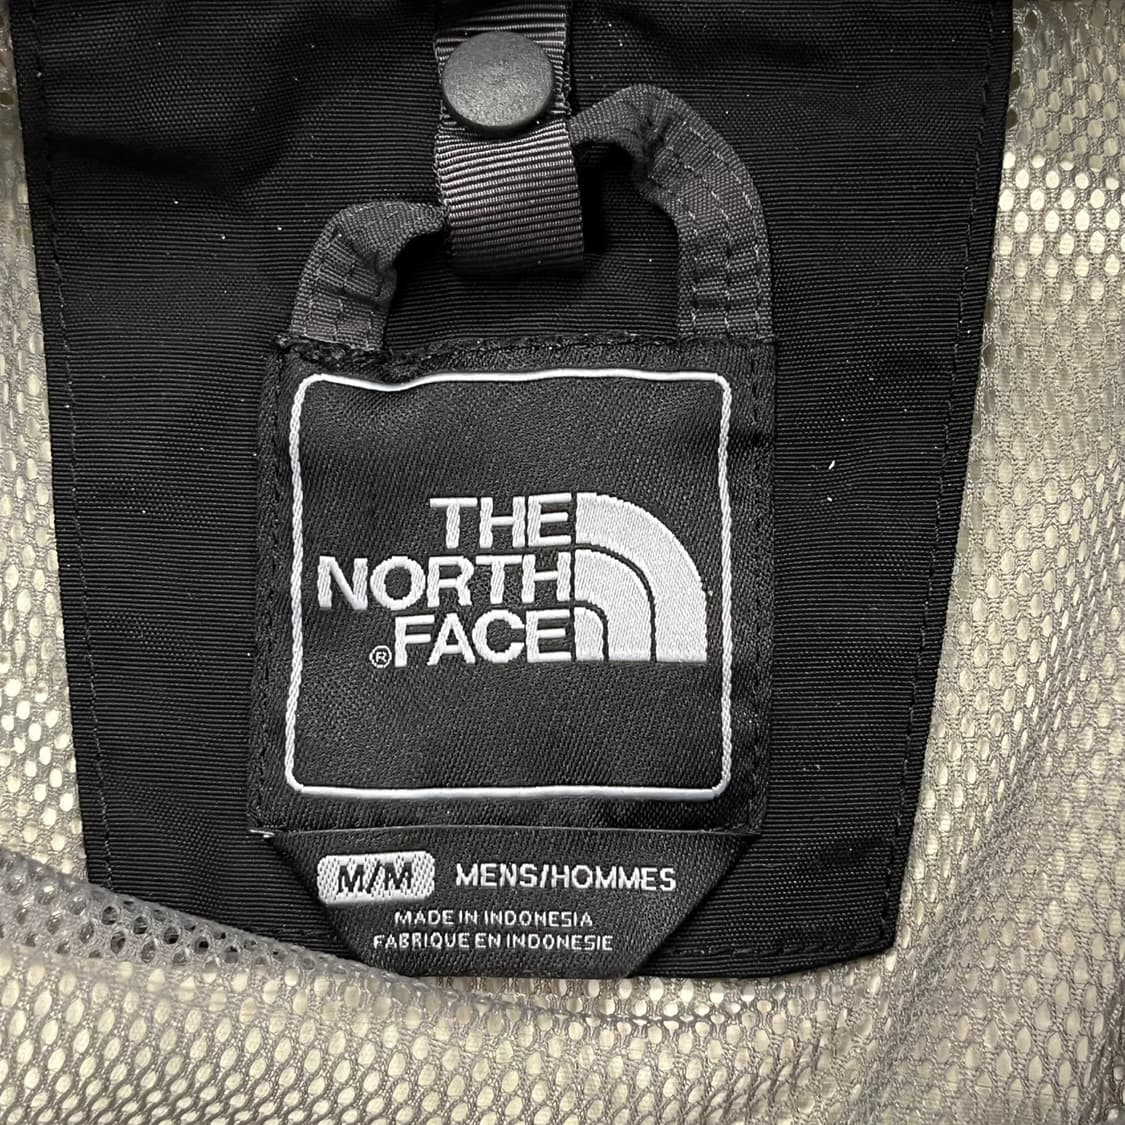 THE
NORTH
®FACE
M/M MENS/HOMMES
MADE IN INDONESIA
FABRIQUE EN INDONESIE